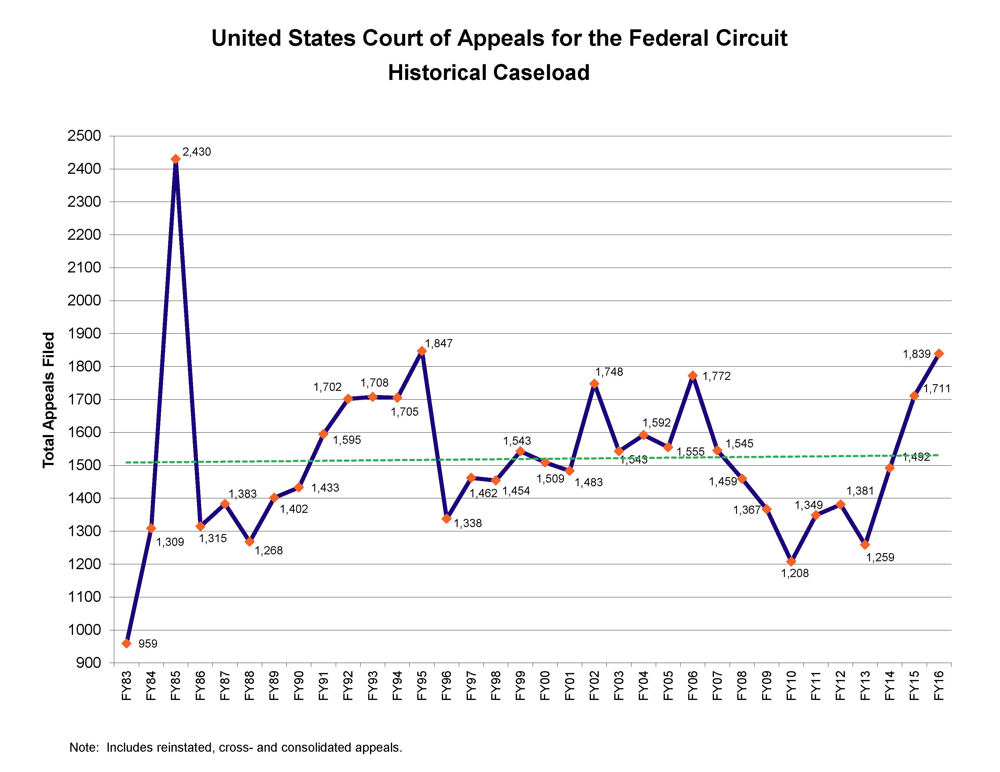 United States Court of Appeals for the Federal Circuit
Historical Caseload
Total Appeals Filed
2500
2400
2300
2200
2100
2000
1900
1800
1700
1600
1500
1400
1300
1200
1100
1000
900
959
1,309
2,430
1,315
1,383
1,268
1,402
1,433
1,595
1,702
1,708
1,705
1,847
1,338
1,462
1,454
1,543
1,509
1,483
1,748
1,543
1,592
1,555
1,772
1,545
1,459
1,367
1,208
1,349
1,381
1,259
1,492
1,711
1,839
FY83
FY84
FY85
FY86
FY87
FY88
FY89
FY90
FY91
FY92
FY93
FY94
FY95
FY96
FY97
FY98
FY99
FY00
FY01
FY02
FY03
FY04
FY05
FY06
FY07
FY08
FY09
FY10
FY11
FY12
FY13
FY14
FY15
FY16
Note:  Includes reinstated, cross- and consolidated appeals.